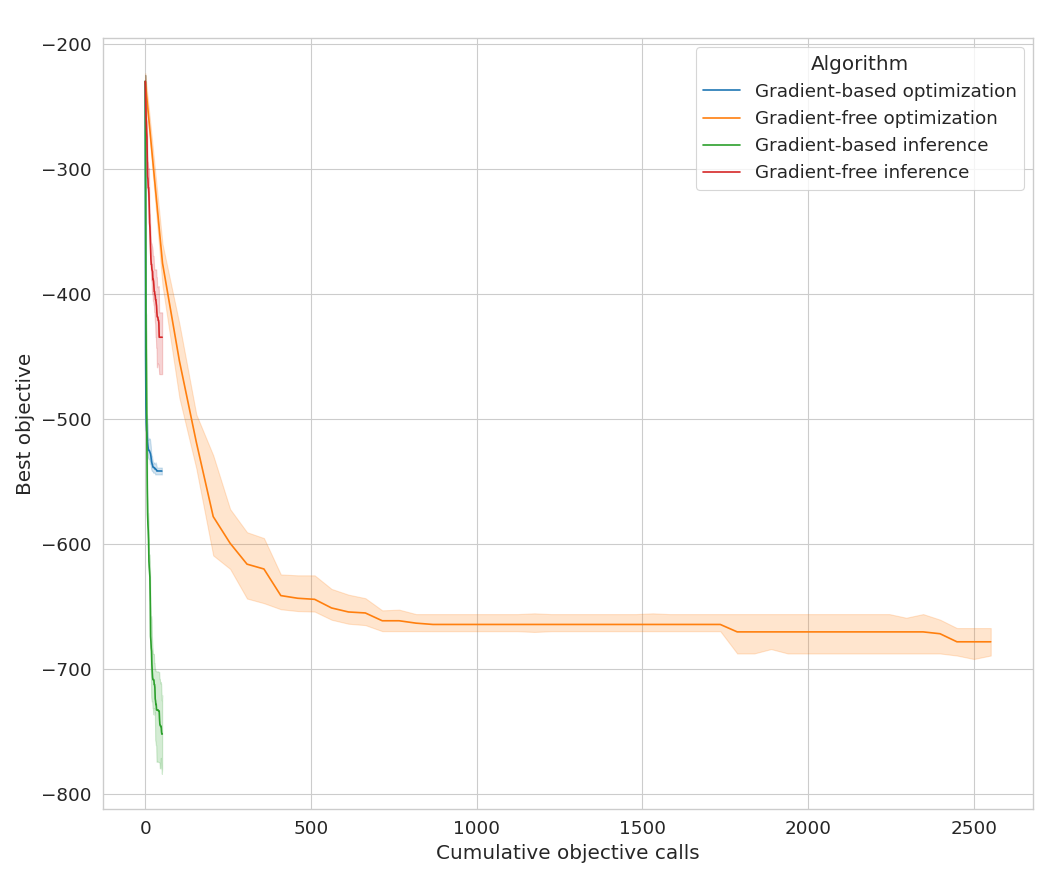 Algorithm
Gradient-based optimization
Gradient-free optimization
Gradient-based inference
Gradient-free inference
Best objective
−200
−300
−400
−500
−600
−700
−800
0 500 1000 1500 2000 2500
Cumulative objective calls